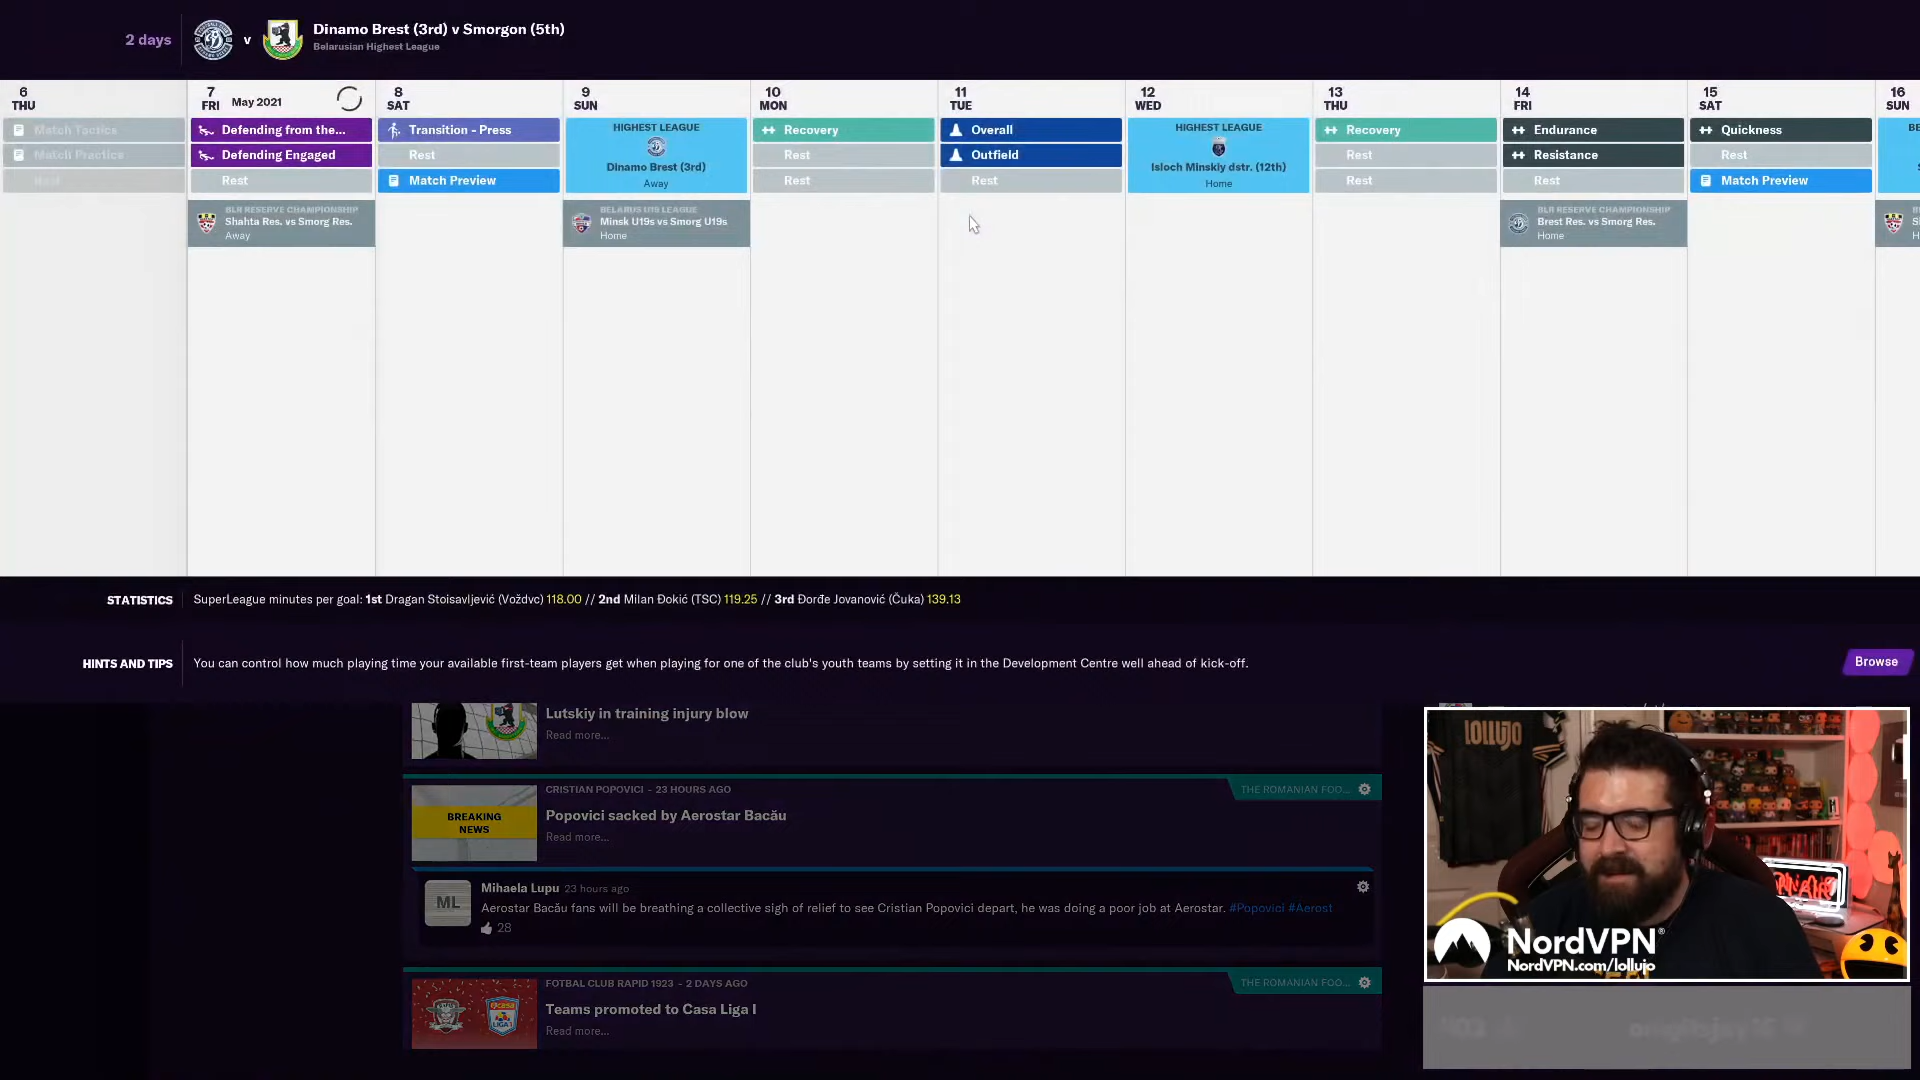 2 days
v
Dinamo Brest (3rd) v Smorgon (5th)
Belarusian Highest League
6
THU
Match Tactics
Match Practice
Rest
7
FRI May 2021
Defending from the...
Defending Engaged
Rest
BLR RESERVE CHAMPIONSHIP
Shahta Res. vs Smorg Res.
Away
8
SAT
Transition - Press
Rest
Match Preview
9
SUN
HIGHEST LEAGUE
Dinamo Brest (3rd)
Away
BELARUS U19 LEAGUE
Minsk U19s vs Smorg U19s
Home
10
MON
Recovery
Rest
Rest
11
TUE
Overall
Outfield
Rest
12
WED
HIGHEST LEAGUE
Isloch Minskiy dstr. (12th)
Home
13
THU
Recovery
Rest
Rest
14
FRI
Endurance
Resistance
Rest
BLR RESERVE CHAMPIONSHIP
Brest Res. vs Smorg Res.
Home
15
SAT
Quickness
Rest
Match Preview
16
SUN
STATISTICS
SuperLeague minutes per goal: 1st Dragan Stoisavljević (Voždvc) 118.00 // 2nd Milan Đokić (TSC) 119.25 // 3rd Đorđe Jovanović (Čuka) 139.13
HINTS AND TIPS
You can control how much playing time your available first-team players get when playing for one of the club's youth teams by setting it in the Development Centre well ahead of kick-off.
Browse
Lutskiy in training injury blow
Read more...
CRISTIAN POPOVICI - 23 HOURS AGO
THE ROMANIAN FOO...
BREAKING
NEWS
Popovici sacked by Aerostar Bacău
Read more...
ML
Mihaela Lupu 23 hours ago
Aerostar Bacău fans will be breathing a collective sigh of relief to see Cristian Popovici depart, he was doing a poor job at Aerostar. #Popovici #Aerost
28
FOTBAL CLUB RAPID 1923 - 2 DAYS AGO
THE ROMANIAN FOO...
Teams promoted to Casa Liga I
Read more...
lollujo
NordVPN®
NordVPN.com/lollujo